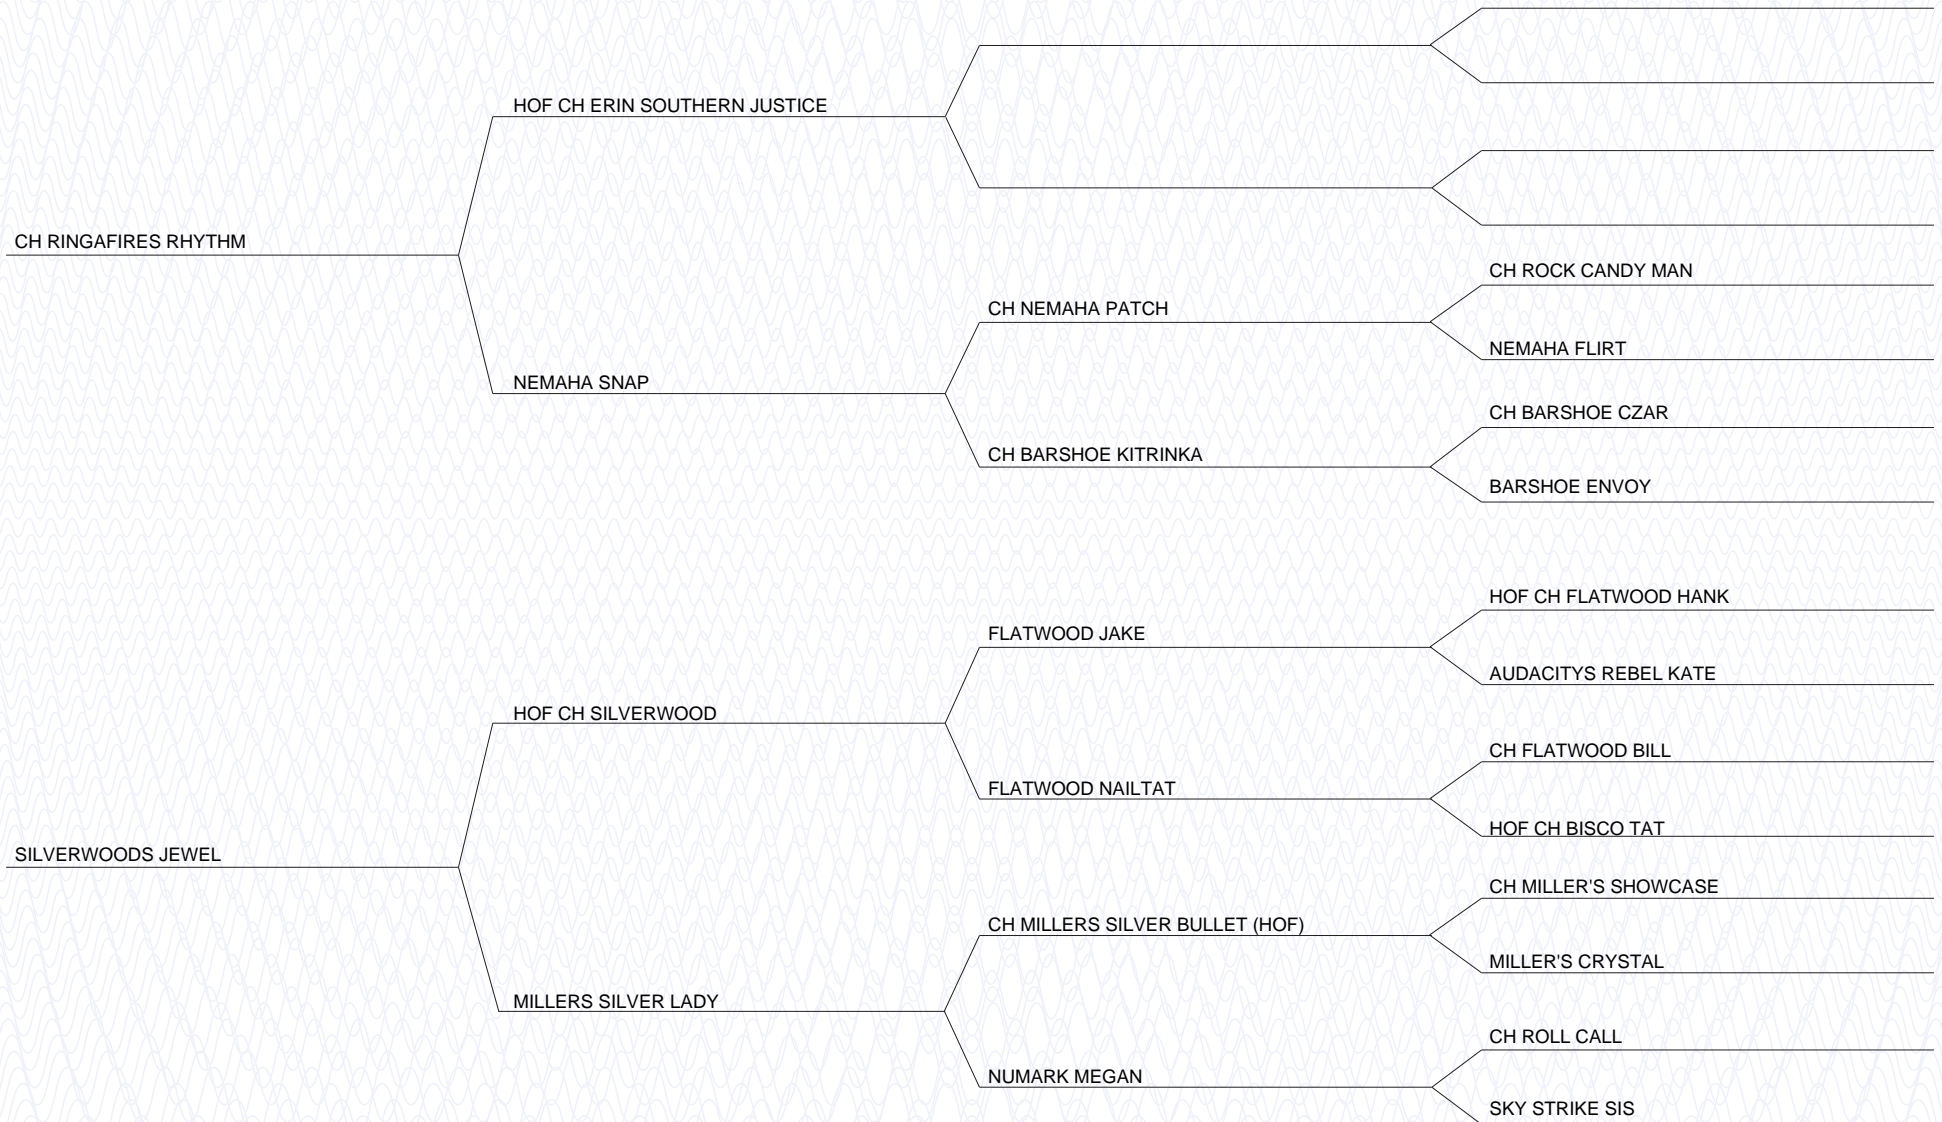 HOF CH ERIN SOUTHERN JUSTICE
CH RINGAFIRES RHYTHM
CH ROCK CANDY MAN
CH NEMAHA PATCH
NEMAHA FLIRT
NEMAHA SNAP
CH BARSHOE CZAR
CH BARSHOE KITRINKA
BARSHOE ENVOY
HOF CH FLATWOOD HANK
FLATWOOD JAKE
AUDACITYS REBEL KATE
HOF CH SILVERWOOD
CH FLATWOOD BILL
FLATWOOD NAILTAT
HOF CH BISCO TAT
SILVERWOODS JEWEL
CH MILLER'S SHOWCASE
CH MILLERS SILVER BULLET (HOF)
MILLER'S CRYSTAL
MILLERS SILVER LADY
CH ROLL CALL
NUMARK MEGAN
SKY STRIKE SIS